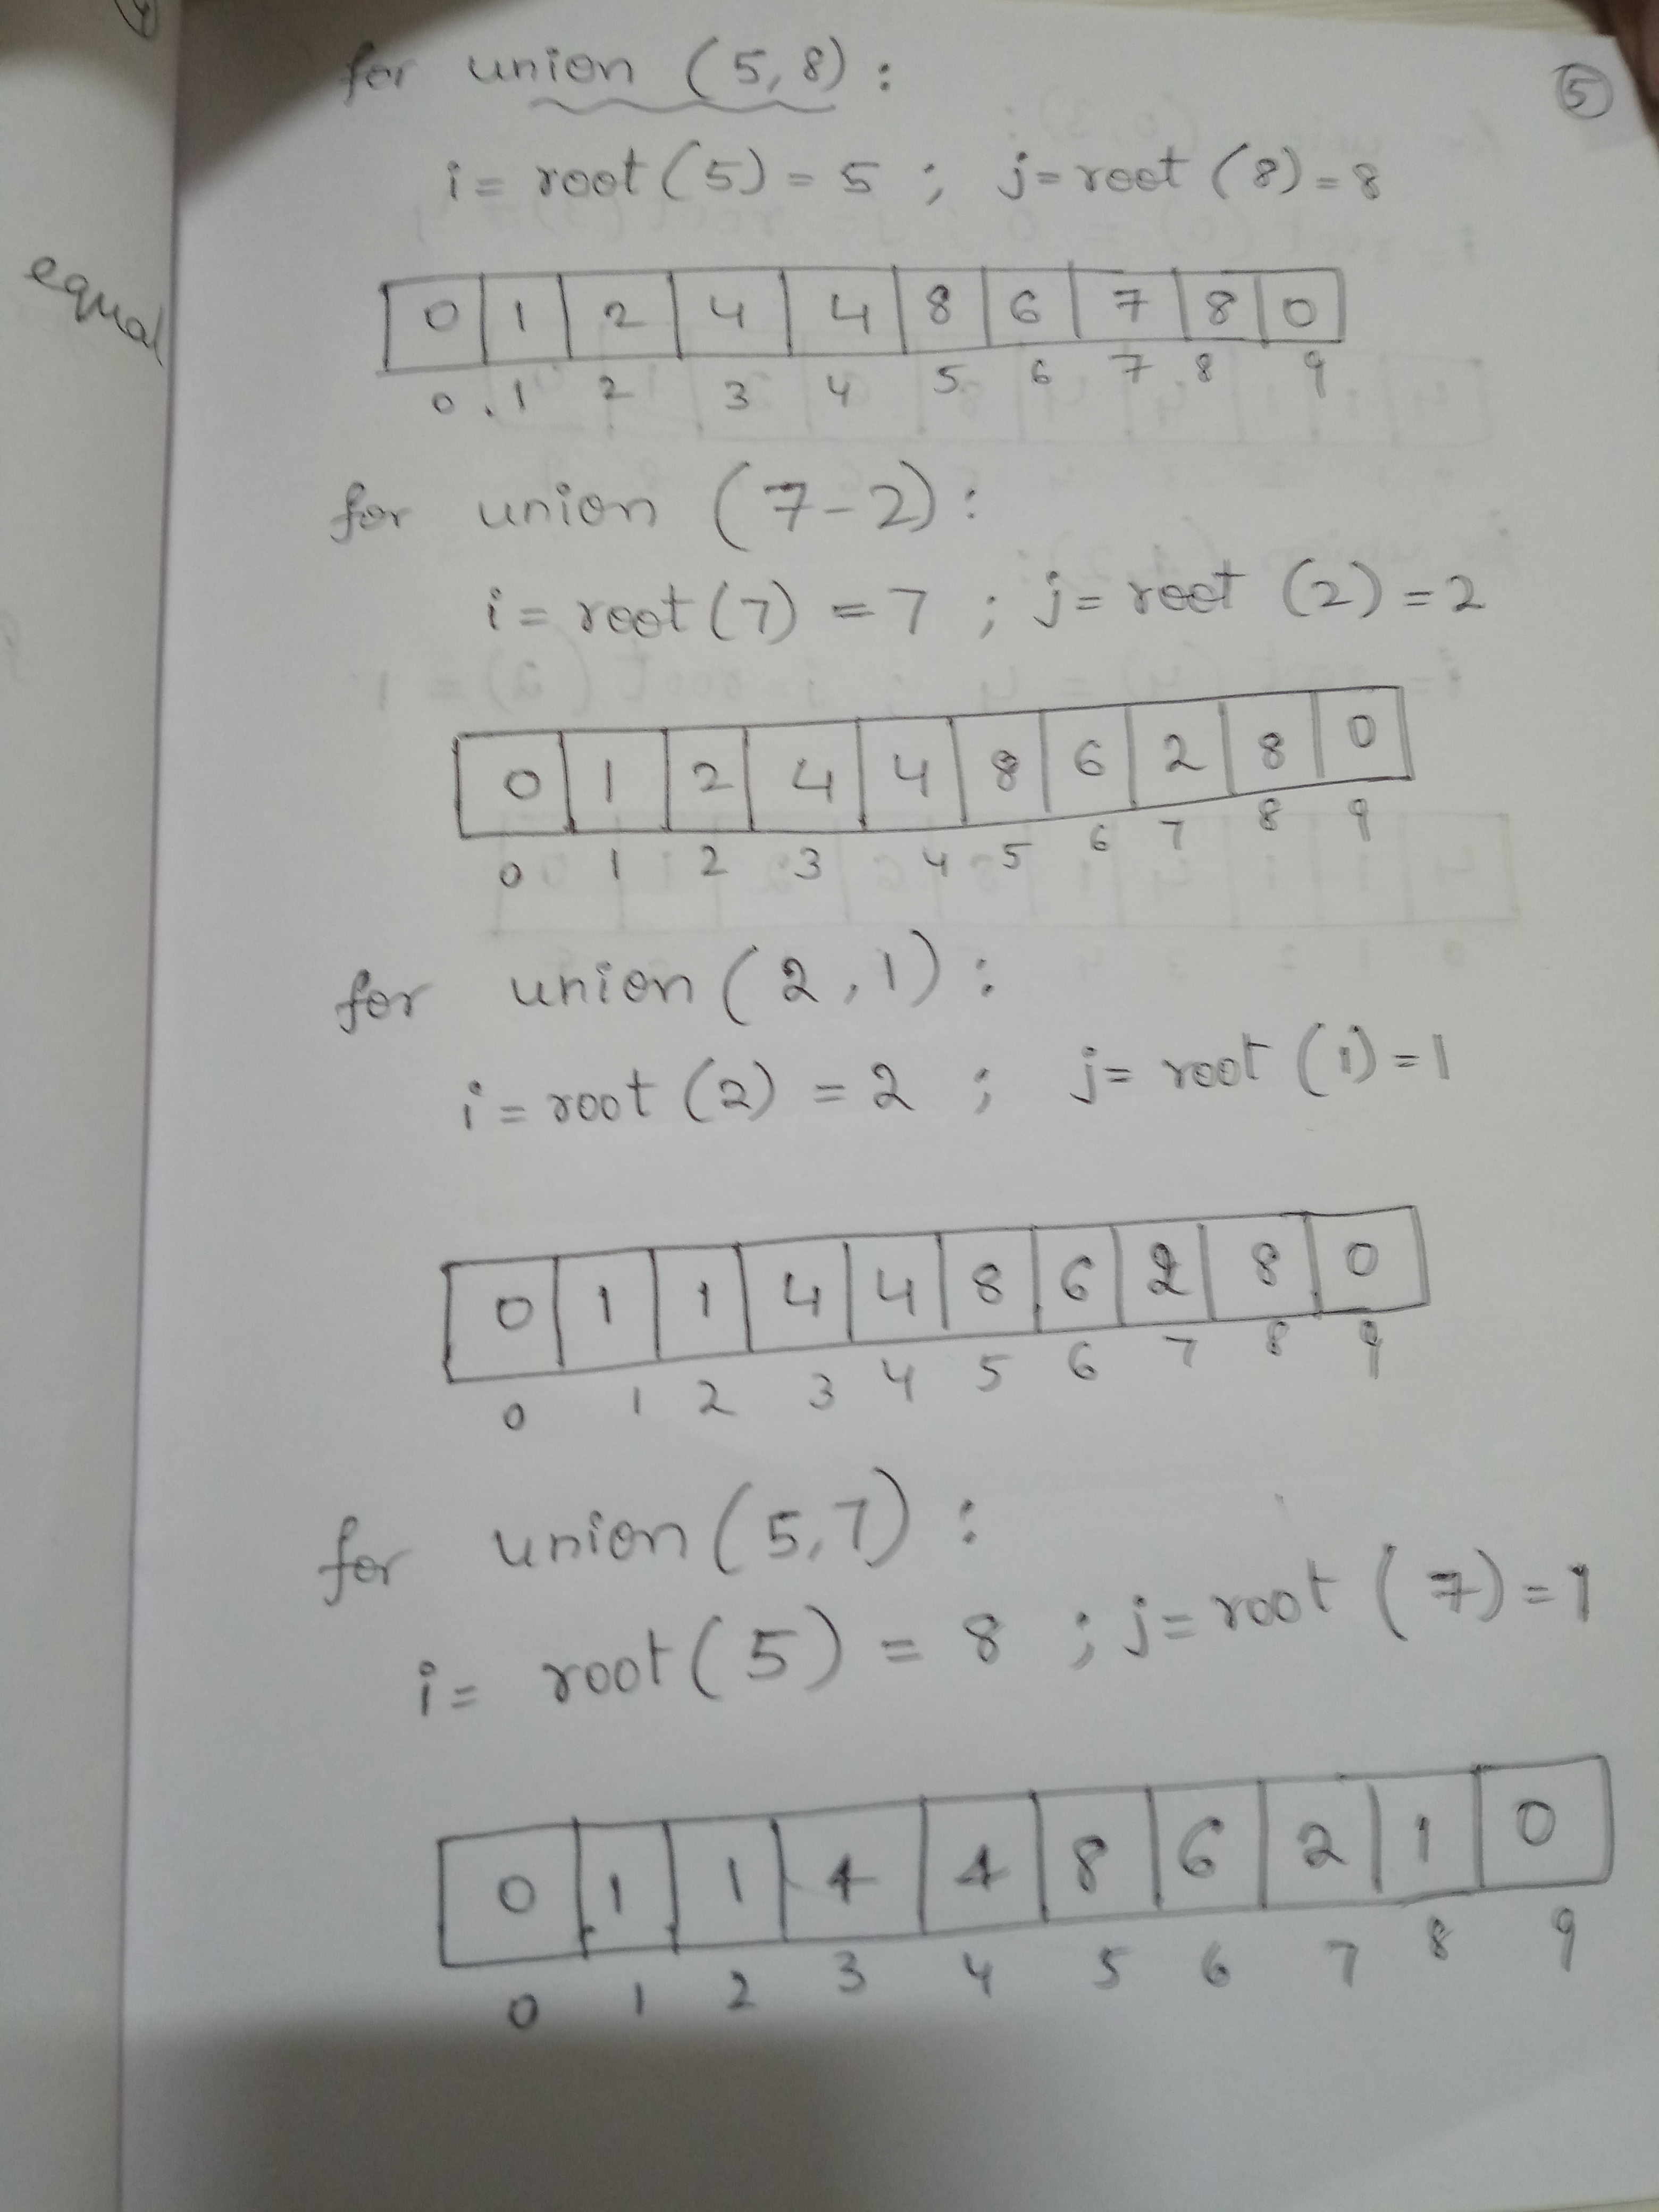 5
for union (5,8) :
i = root (5) = 5 ; j = root (8) = 8
equal
0 1 2 4 4 8 6 7 8 0
0 1 2 3 4 5 6 7 8 9
for union (7-2) :
i = root (7) = 7 ; j = root (2) = 2
0 1 2 4 4 8 6 2 8 0
0 1 2 3 4 5 6 7 8 9
for union (2,1) :
i = root (2) = 2 ; j = root (1) = 1
0 1 1 4 4 8 6 2 8 0
0 1 2 3 4 5 6 7 8 9
for union (5,7) :
i = root (5) = 8 ; j = root (7) = 1
0 1 1 4 4 8 6 2 1 0
0 1 2 3 4 5 6 7 8 9